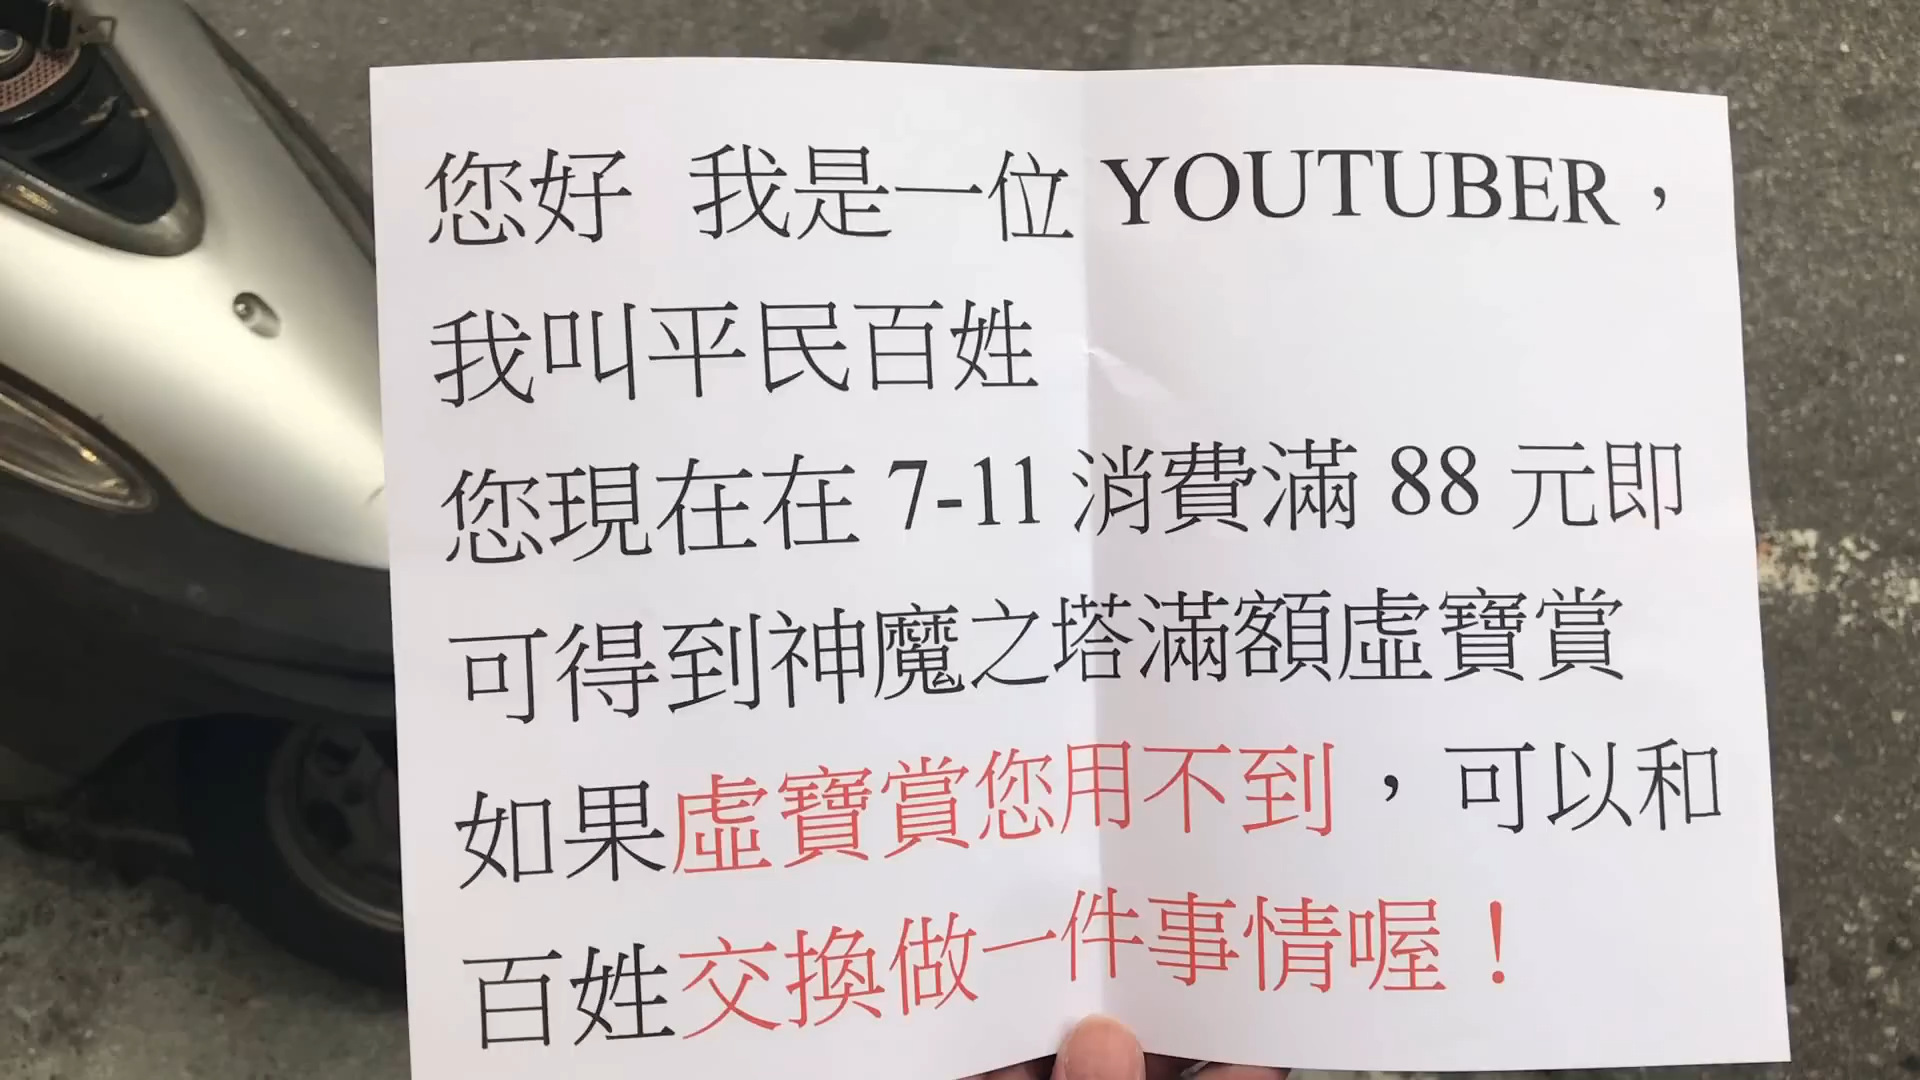 您好 我是一位 YOUTUBER，
我叫平民百姓
您現在在 7-11 消費滿 88 元即
可得到神魔之塔滿額虛寶賞
如果虛寶賞您用不到，可以和
百姓交換做一件事情喔！